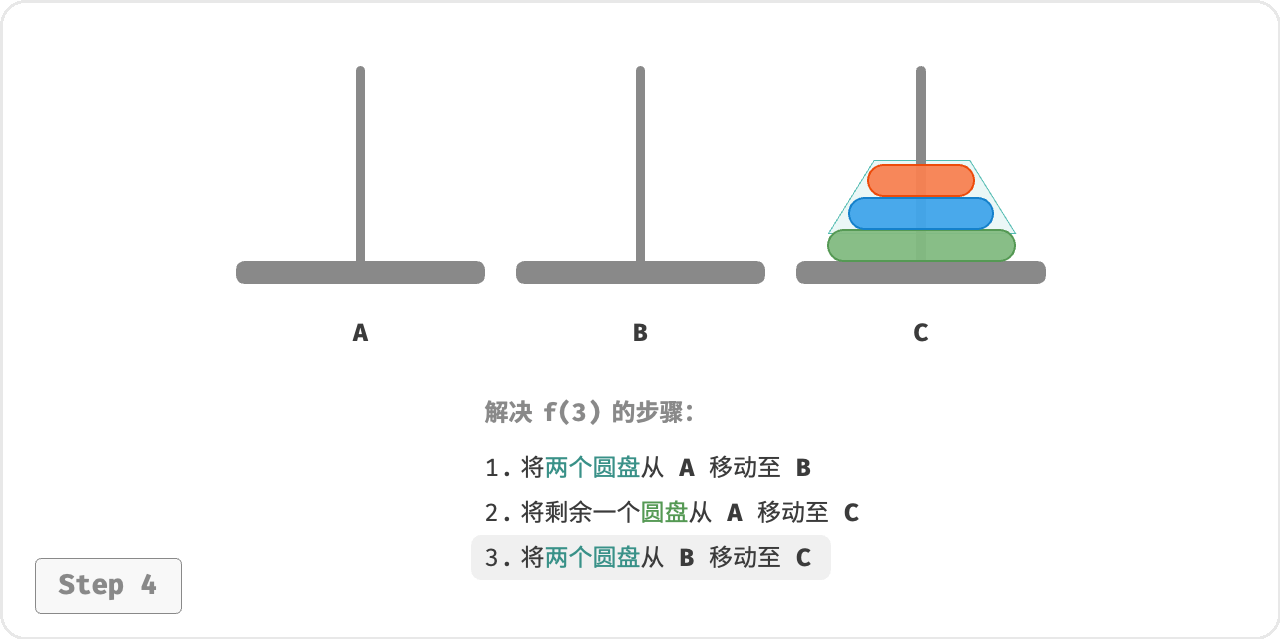 A
B
C
解决 f(3) 的步骤：
1. 将两个圆盘从 A 移动至 B
2. 将剩余一个圆盘从 A 移动至 C
3. 将两个圆盘从 B 移动至 C
Step 4